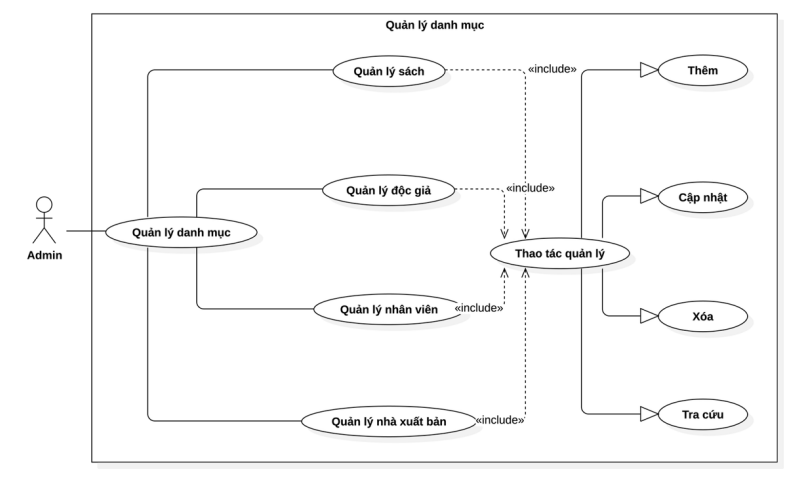 Quản lý danh mục
Quản lý sách
«include»
Thêm
Quản lý độc giả
«include»
Cập nhật
Admin
Quản lý danh mục
Thao tác quản lý
Quản lý nhân viên
«include»
Xóa
Quản lý nhà xuất bản
«include»
Tra cứu